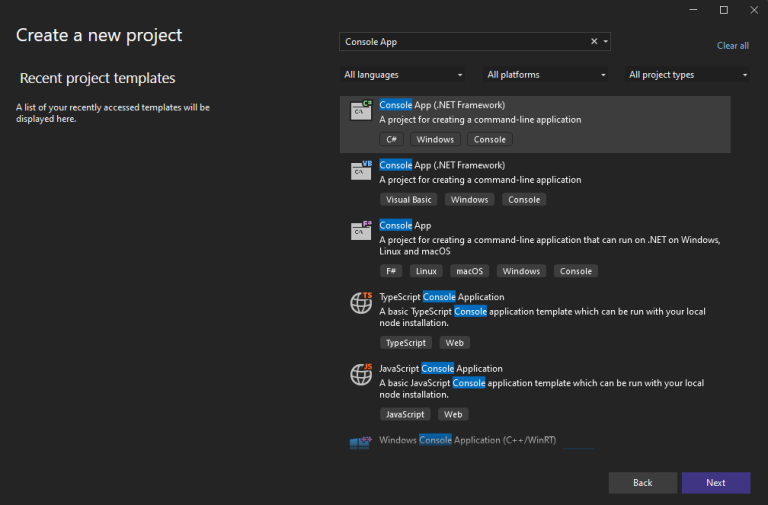 Create a new project
Console App
Clear all
Recent project templates
All languages
All platforms
All project types
A list of your recently accessed templates will be
displayed here.
C#
C:\
Console App (.NET Framework)
A project for creating a command-line application
C# Windows Console
VB
C:\
Console App (.NET Framework)
A project for creating a command-line application
Visual Basic Windows Console
F#
C:\
Console App
A project for creating a command-line application that can run on .NET on Windows,
Linux and macOS
F# Linux macOS Windows Console
TS
TypeScript Console Application
A basic TypeScript Console application template which can be run with your local
node installation.
TypeScript Web
JS
JavaScript Console Application
A basic JavaScript Console application template which can be run with your local
node installation.
JavaScript Web
Windows Console Application (C++/WinRT)
Back
Next